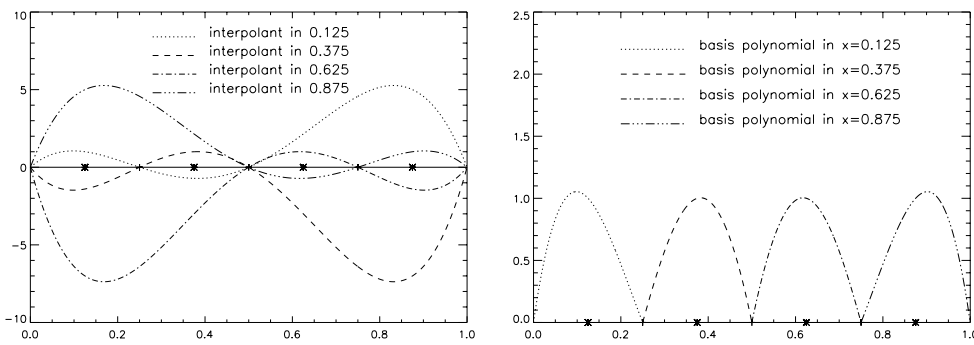 10
5
0
−5
−10
0.0 0.2 0.4 0.6 0.8 1.0
interpolant in 0.125
interpolant in 0.375
interpolant in 0.625
interpolant in 0.875
2.5
2.0
1.5
1.0
0.5
0.0
0.0 0.2 0.4 0.6 0.8 1.0
basis polynomial in x=0.125
basis polynomial in x=0.375
basis polynomial in x=0.625
basis polynomial in x=0.875